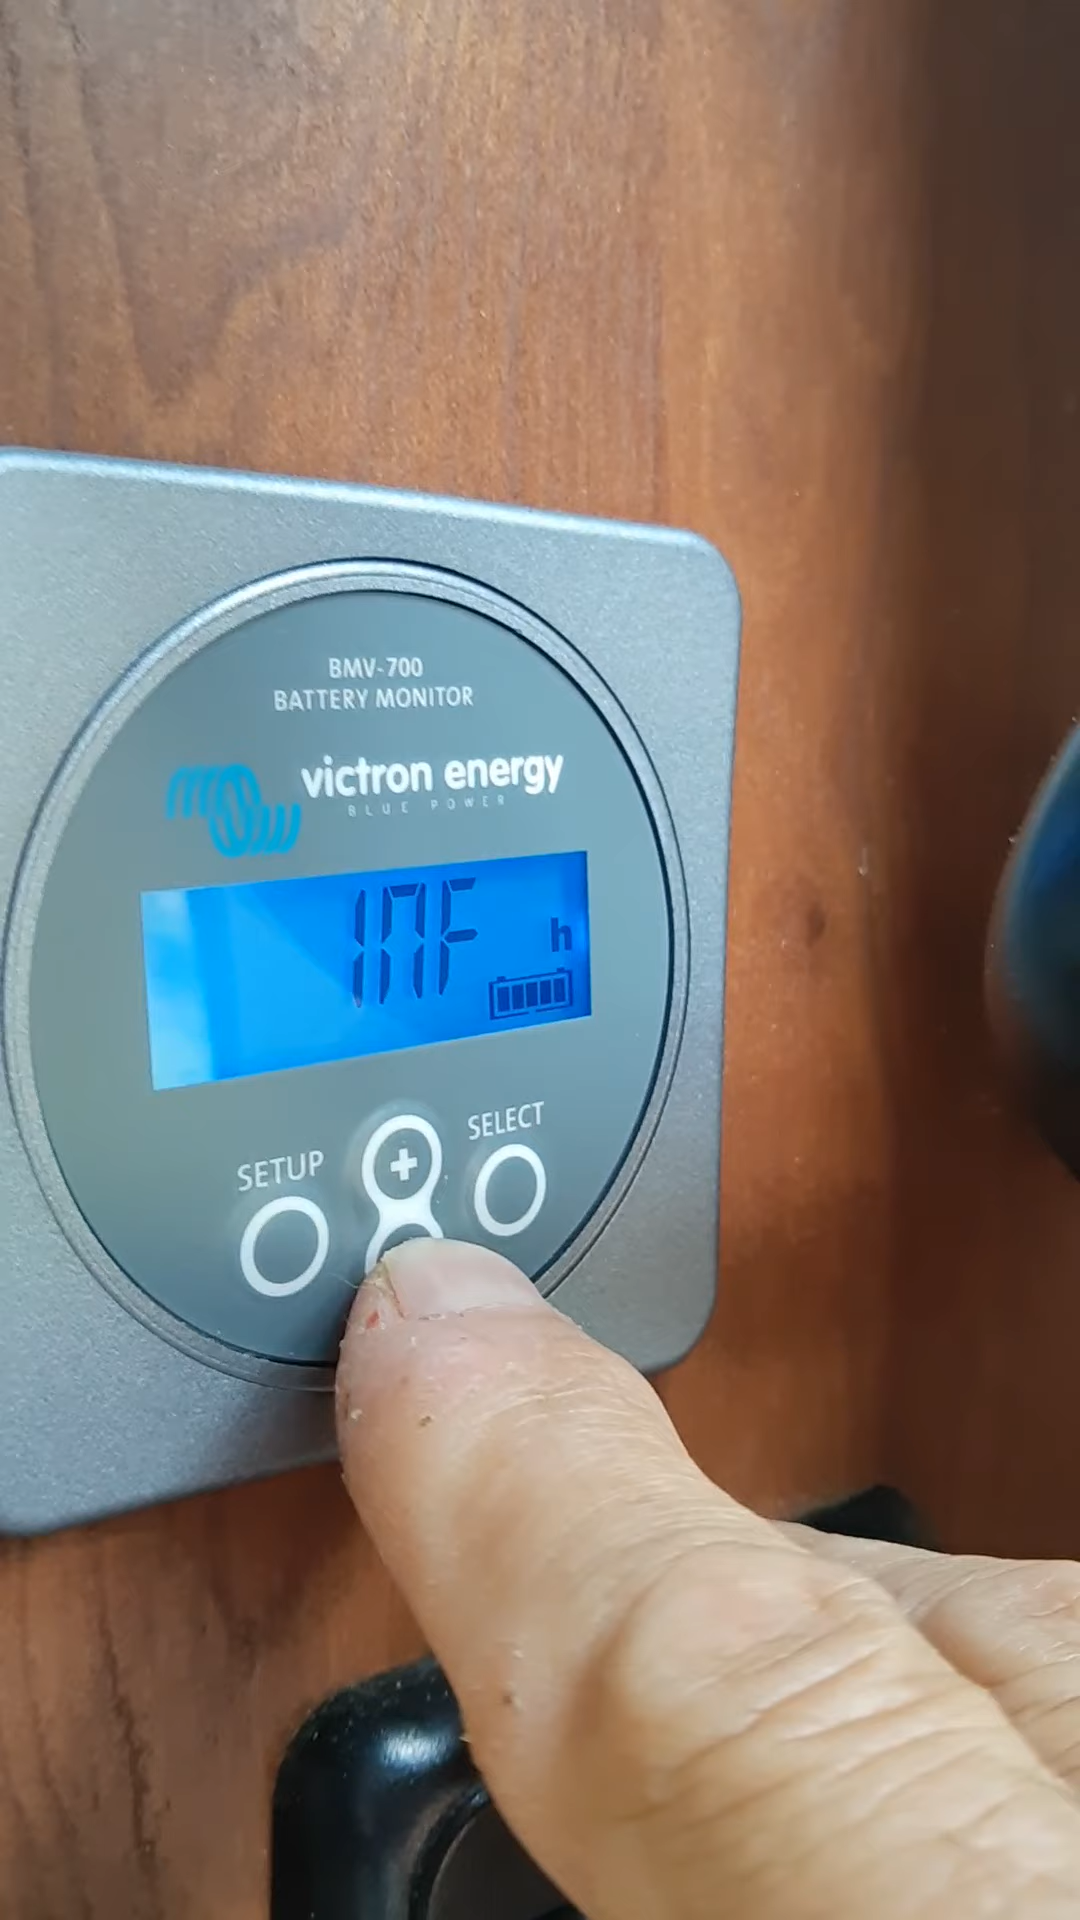 BMV-700
BATTERY MONITOR
victron energy
BLUE POWER
INF h
SETUP
+
SELECT